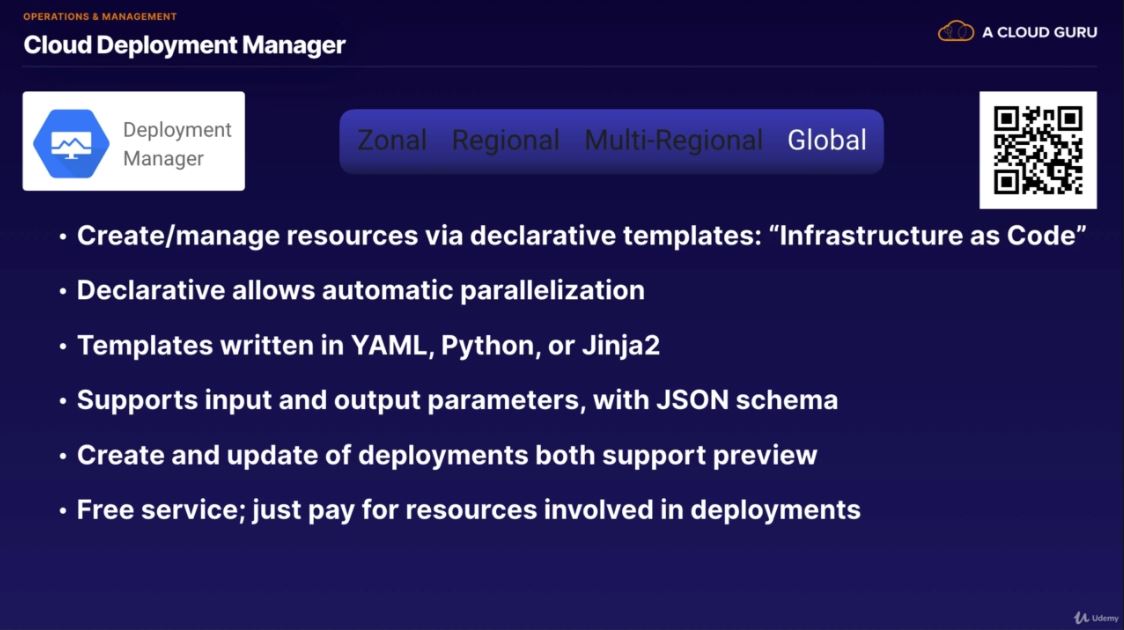 OPERATIONS & MANAGEMENT
Cloud Deployment Manager
A CLOUD GURU
Deployment
Manager
Zonal Regional Multi-Regional Global
• Create/manage resources via declarative templates: “Infrastructure as Code”
• Declarative allows automatic parallelization
• Templates written in YAML, Python, or Jinja2
• Supports input and output parameters, with JSON schema
• Create and update of deployments both support preview
• Free service; just pay for resources involved in deployments
Udemy